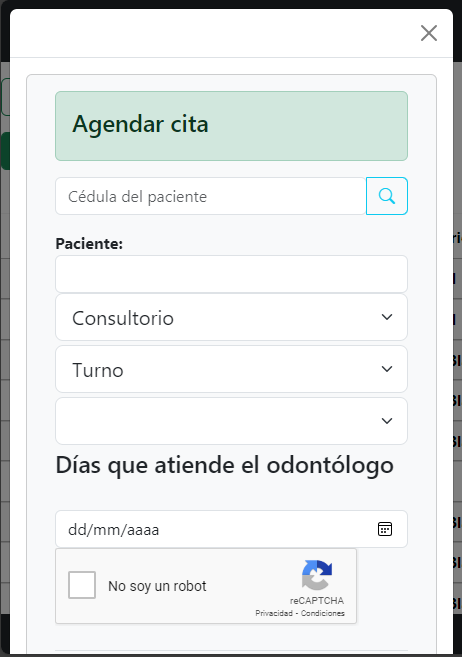 Agendar cita
Cédula del paciente
Paciente:
Consultorio
Turno
Días que atiende el odontólogo
dd/mm/aaaa
No soy un robot
reCAPTCHA
Privacidad - Condiciones